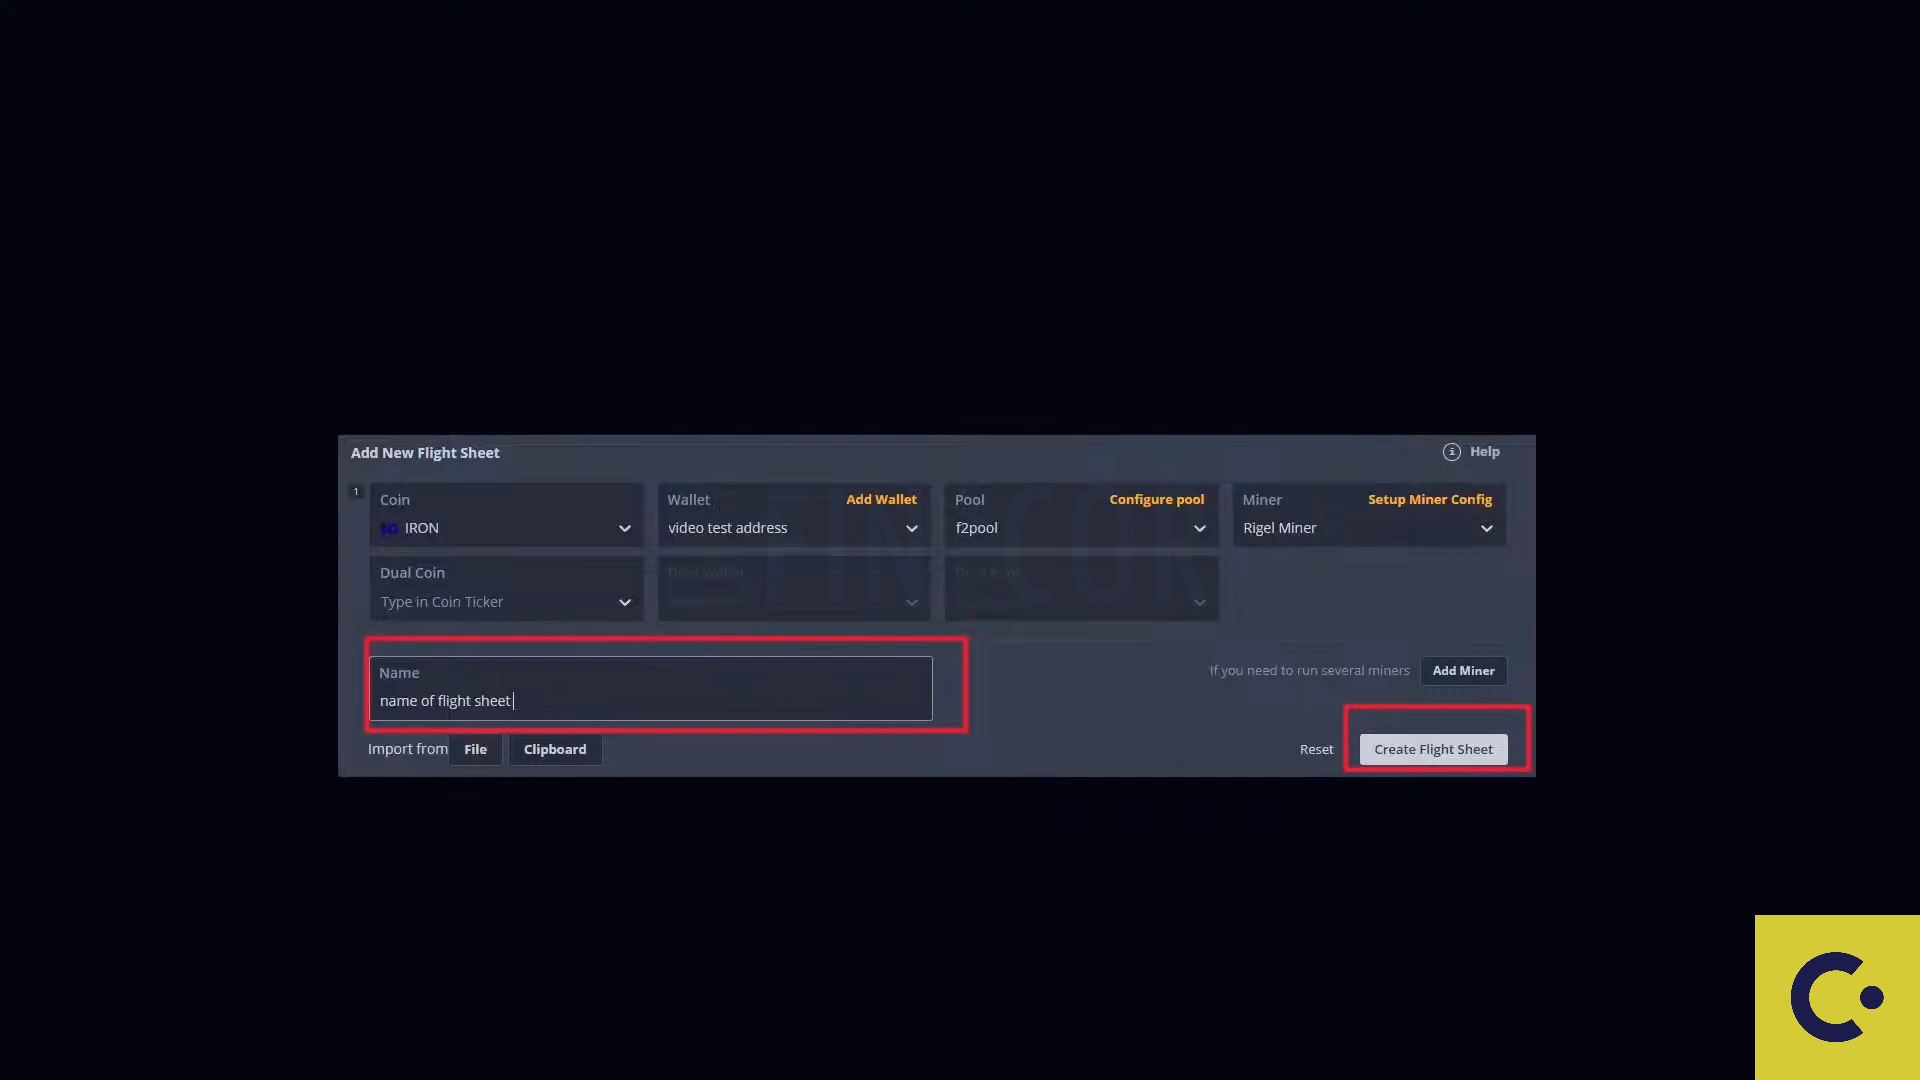 Add New Flight Sheet
Help
1
Coin
IRON
Wallet
Add Wallet
video test address
Pool
Configure pool
f2pool
Miner
Setup Miner Config
Rigel Miner
Dual Coin
Type in Coin Ticker
Dual Wallet
Name
name of flight sheet
If you need to run several miners
Add Miner
Import from
File
Clipboard
Reset
Create Flight Sheet